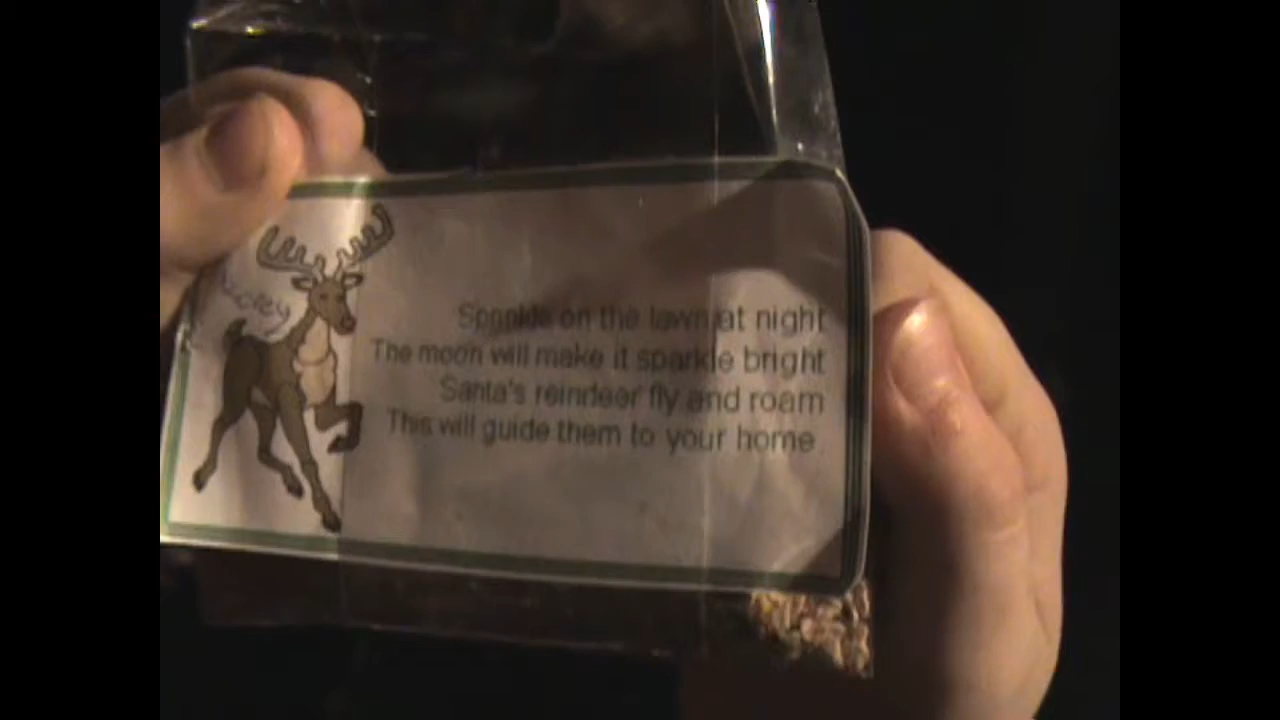 Sprinkle on the lawn at night
The moon will make it sparkle bright
Santa's reindeer fly and roam
This will guide them to your home